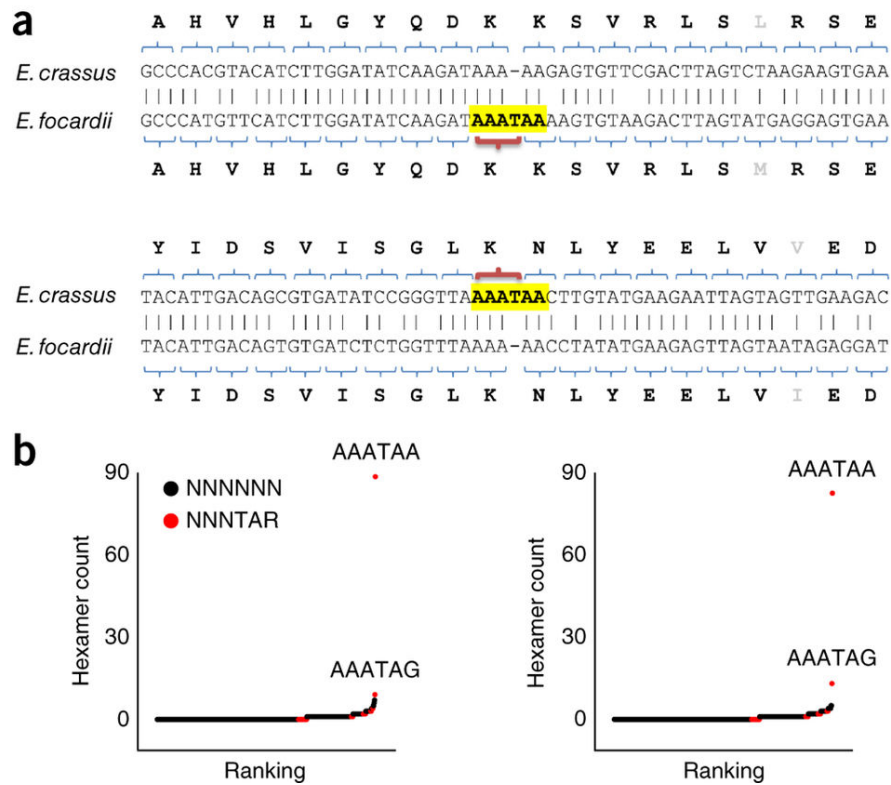 a
A H V H L G Y Q D K K S V R L S L R S E
E. crassus GCCCACGTACATCTTGGATATCAAGATAAA-AAGAGTGTTCGACTTAGTCTAAGAAGTGAA
E. focardii GCCCATGTTCATCTTGGATATCAAGATAAATAAAAGTGTAAGACTTAGTATGAGGAGTGAA
A H V H L G Y Q D K K S V R L S M R S E
Y I D S V I S G L K N L Y E E L V V E D
E. crassus TACATTGACAGCGTGATATCCGGGTTAAAATAACTTGTATGAAGAATTAGTAGTTGAAGAC
E. focardii TACATTGACAGTGTGATCTCTGGTTTAAAA-AACCTATATGAAGAGTTAGTAATAGAGGAT
Y I D S V I S G L K N L Y E E L V I E D
b
90
60
30
0
Hexamer count
NNNNNN
NNNTAR
AAATAA
AAATAG
Ranking
90
60
30
0
Hexamer count
AAATAA
AAATAG
Ranking